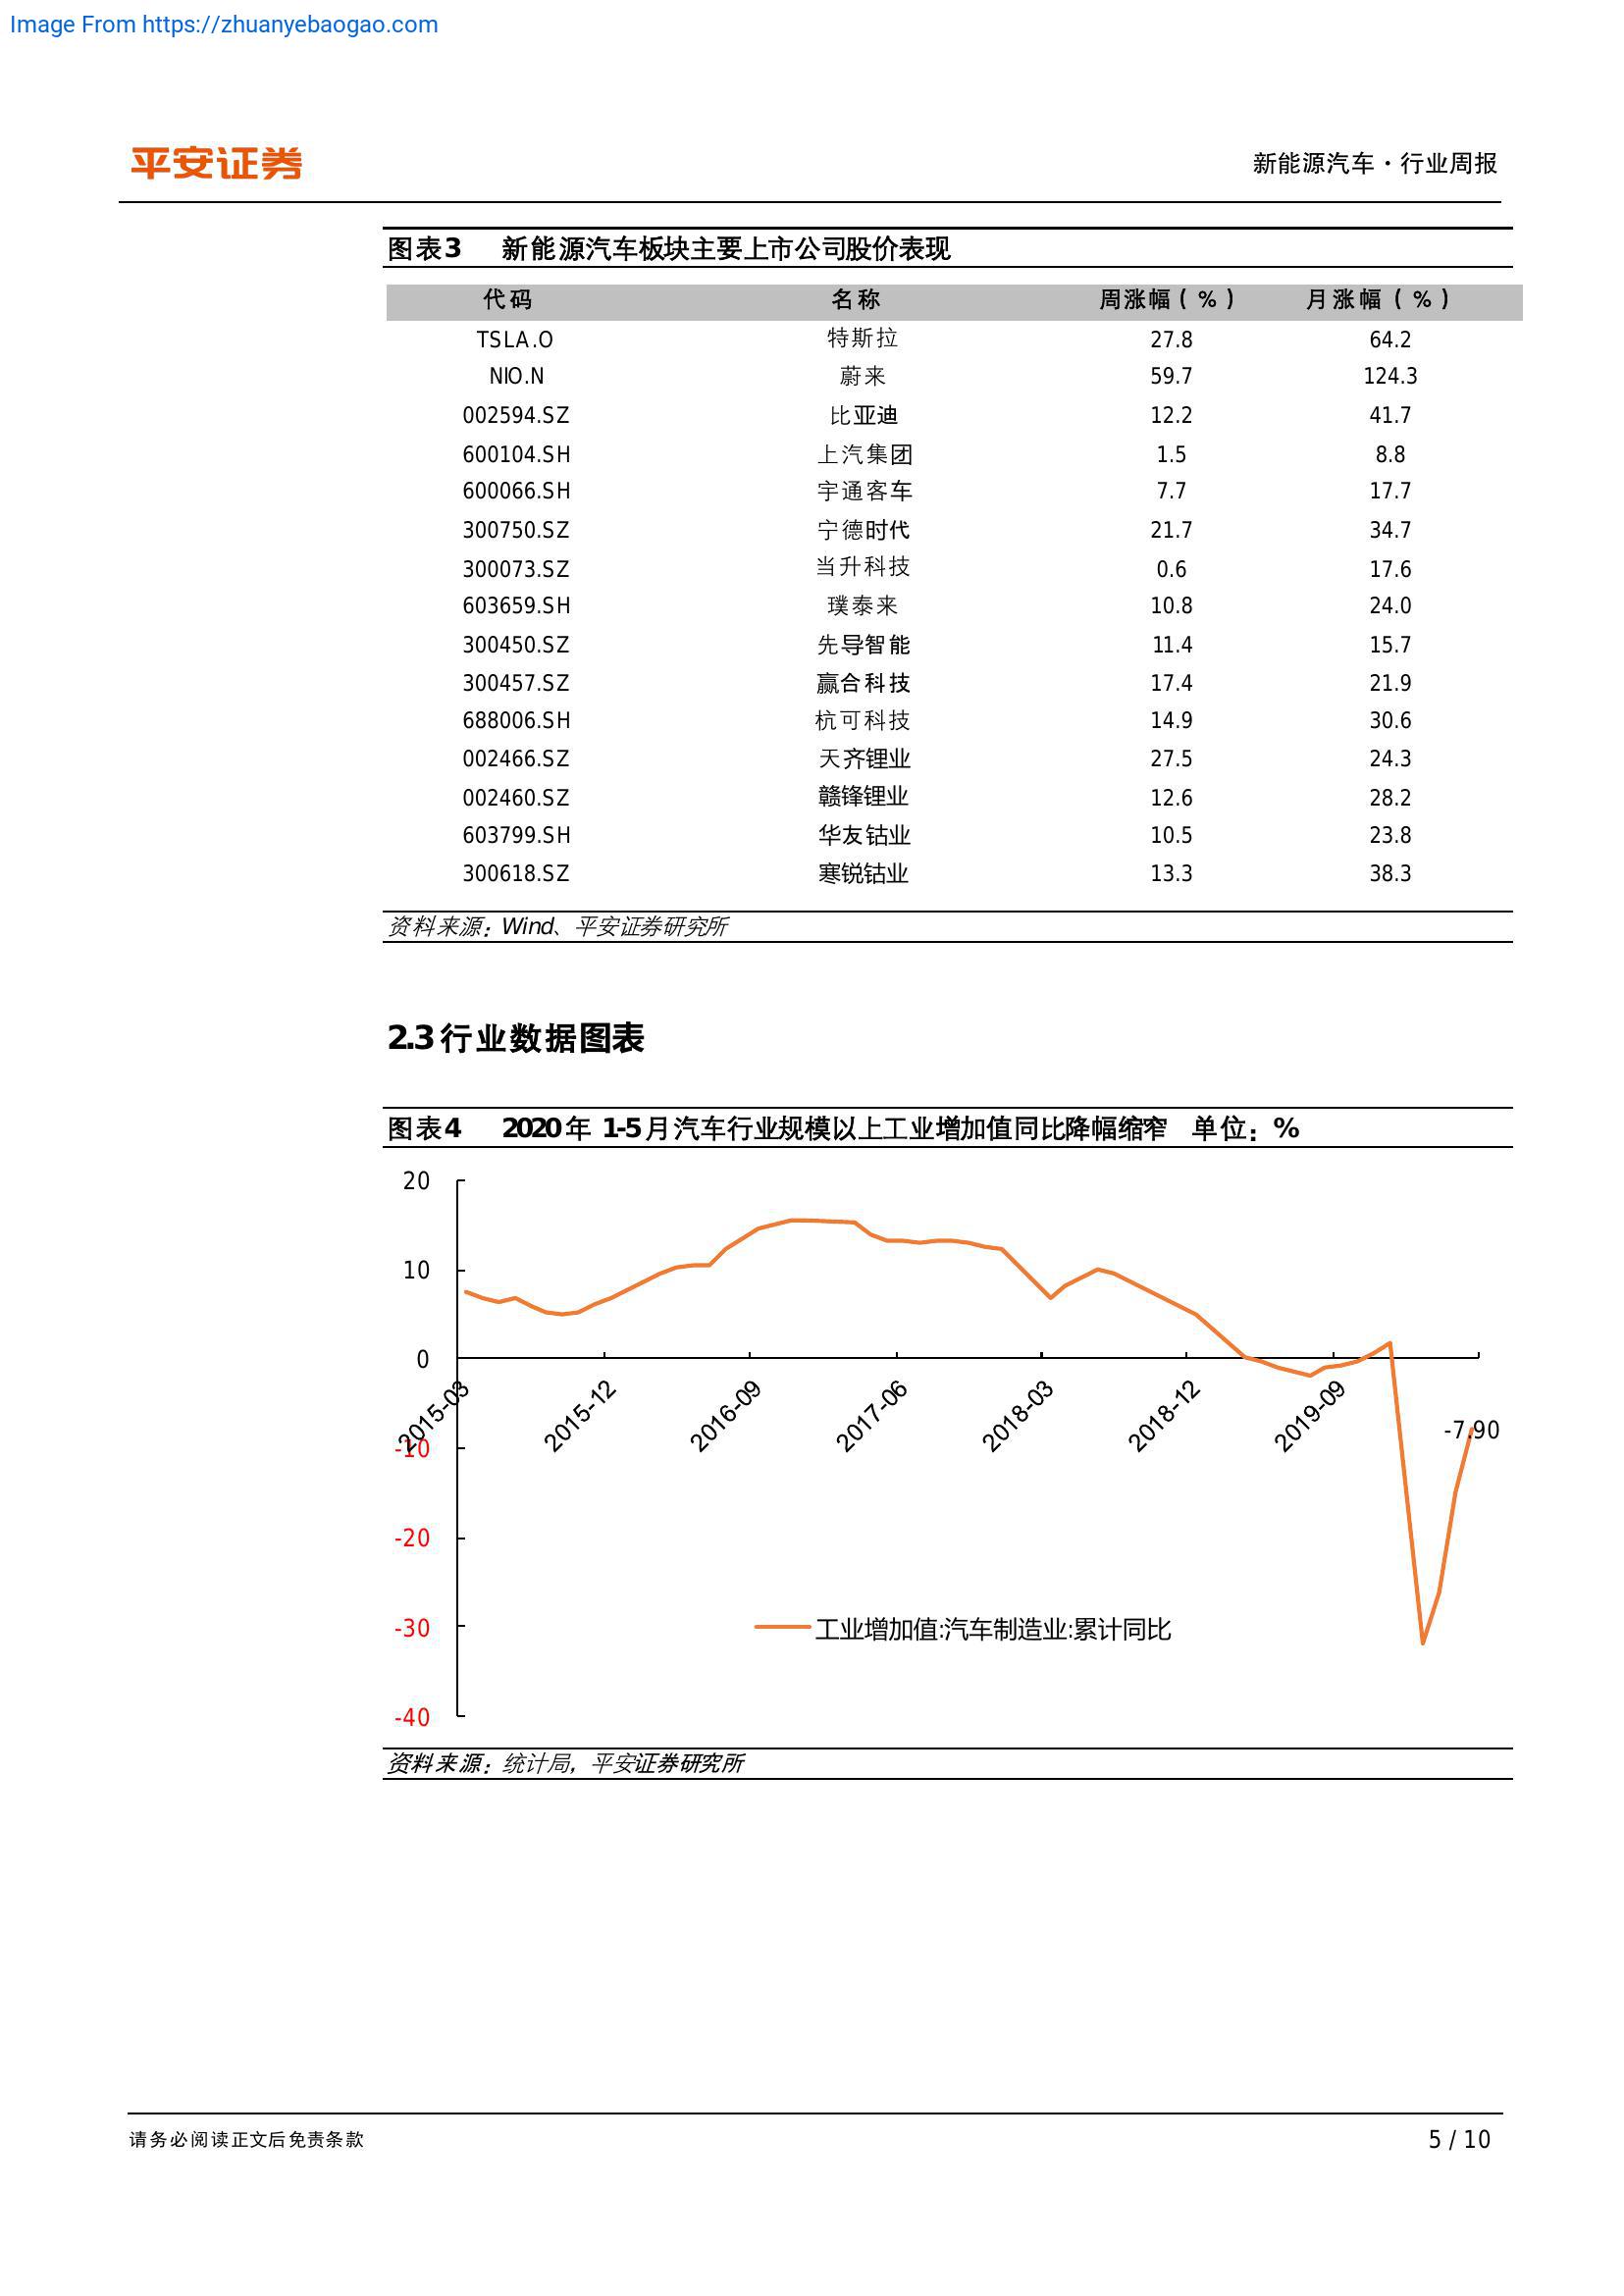 Image From https://zhuanyebaogao.com
平安证券
新能源汽车·行业周报
图表3 新能源汽车板块主要上市公司股价表现
代码 名称 周涨幅(%) 月涨幅(%)
TSLA.O 特斯拉 27.8 64.2
NIO.N 蔚来 59.7 124.3
002594.SZ 比亚迪 12.2 41.7
600104.SH 上汽集团 1.5 8.8
600066.SH 宇通客车 7.7 17.7
300750.SZ 宁德时代 21.7 34.7
300073.SZ 当升科技 0.6 17.6
603659.SH 璞泰来 10.8 24.0
300450.SZ 先导智能 11.4 15.7
300457.SZ 赢合科技 17.4 21.9
688006.SH 杭可科技 14.9 30.6
002466.SZ 天齐锂业 27.5 24.3
002460.SZ 赣锋锂业 12.6 28.2
603799.SH 华友钴业 10.5 23.8
300618.SZ 寒锐钴业 13.3 38.3
资料来源：Wind、平安证券研究所
2.3 行业数据图表
图表4 2020年 1-5月汽车行业规模以上工业增加值同比降幅缩窄 单位：%
20
10
0
2015-03 2015-12 2016-09 2017-06 2018-03 2018-12 2019-09
-7.90
-10
-20
-30
工业增加值:汽车制造业:累计同比
-40
资料来源：统计局，平安证券研究所
请务必阅读正文后免责条款
5 / 10